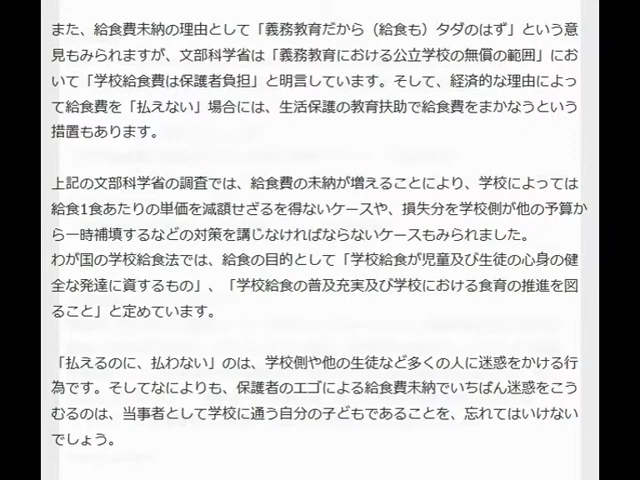 また、給食費未納の理由として「義務教育だから（給食も）タダのはず」という意
見もみられますが、文部科学省は「義務教育における公立学校の無償の範囲」にお
いて「学校給食費は保護者負担」と明言しています。そして、経済的な理由によっ
て給食費を「払えない」場合には、生活保護の教育扶助で給食費をまかなうという
措置もあります。
上記の文部科学省の調査では、給食費の未納が増えることにより、学校によっては
給食1食あたりの単価を減額せざるを得ないケースや、損失分を学校側が他の予算か
ら一時補填するなどの対策を講じなければならないケースもみられました。
わが国の学校給食法では、給食の目的として「学校給食が児童及び生徒の心身の健
全な発達に資するもの」、「学校給食の普及充実及び学校における食育の推進を図
ること」と定めています。
「払えるのに、払わない」のは、学校側や他の生徒など多くの人に迷惑をかける行
為です。そしてなによりも、保護者のエゴによる給食費未納でいちばん迷惑をこう
むるのは、当事者として学校に通う自分の子どもであることを、忘れてはいけない
でしょう。